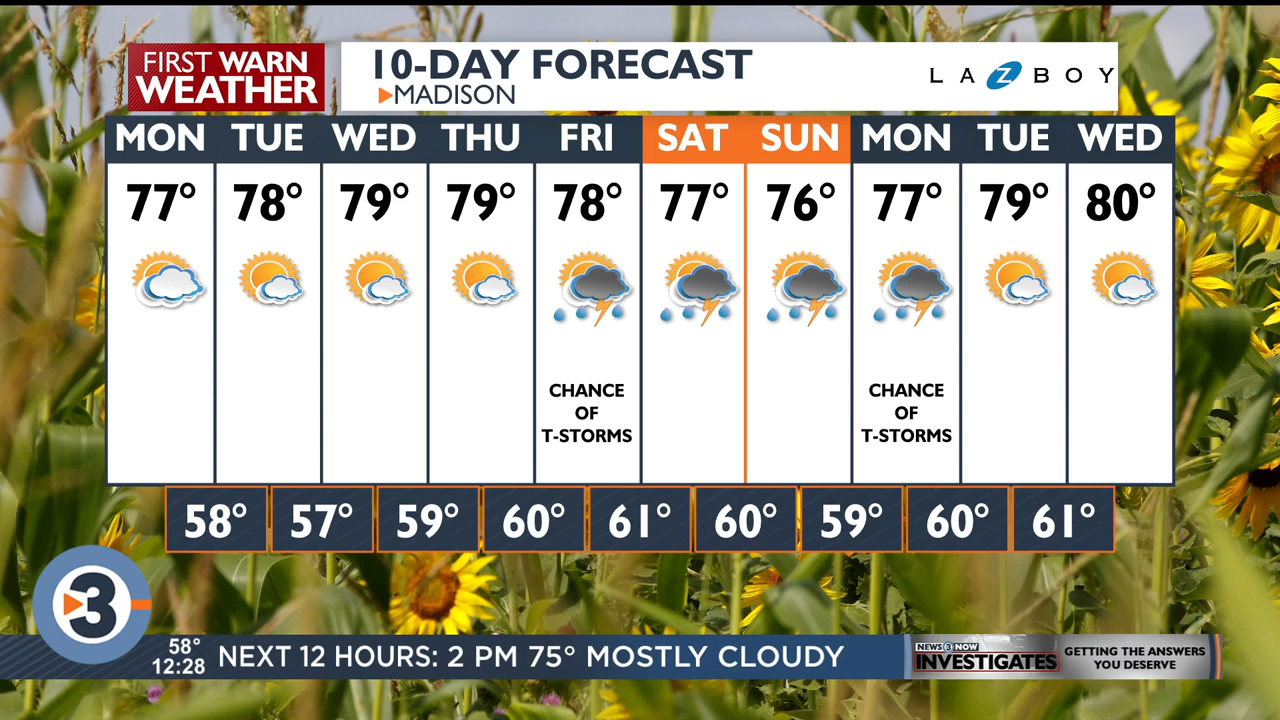 FIRST WARN
WEATHER
10-DAY FORECAST
MADISON
LA Z BOY
MON TUE WED THU FRI SAT SUN MON TUE WED
77° 78° 79° 79° 78° 77° 76° 77° 79° 80°
CHANCE
OF
T-STORMS
CHANCE
OF
T-STORMS
58° 57° 59° 60° 61° 60° 59° 60° 61°
3
58°
12:28
NEXT 12 HOURS: 2 PM 75° MOSTLY CLOUDY
NEWS 3 NOW
INVESTIGATES
GETTING THE ANSWERS
YOU DESERVE